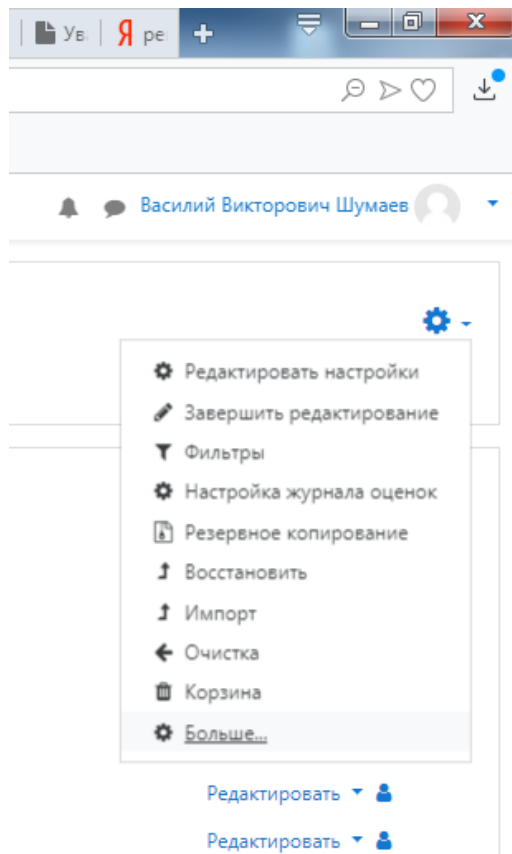 Ув
Я ре
Василий Викторович Шумаев
Редактировать настройки
Завершить редактирование
Фильтры
Настройка журнала оценок
Резервное копирование
Восстановить
Импорт
Очистка
Корзина
Больше...
Редактировать
Редактировать